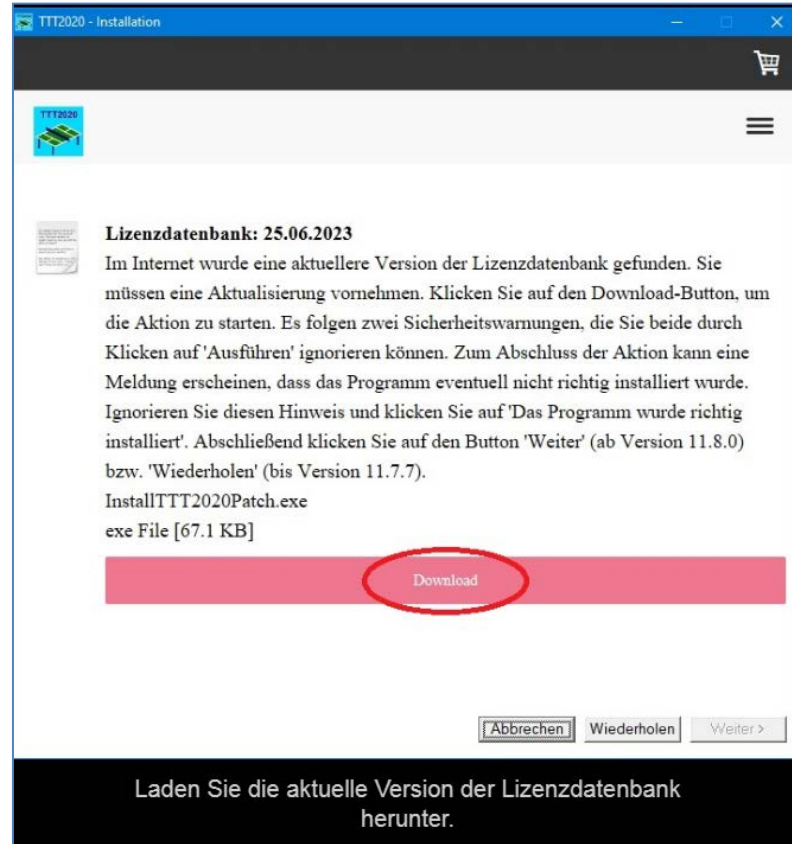 TTT2020 - Installation
TTT2020
Lizenzdatenbank: 25.06.2023
Im Internet wurde eine aktuellere Version der Lizenzdatenbank gefunden. Sie
müssen eine Aktualisierung vornehmen. Klicken Sie auf den Download-Button, um
die Aktion zu starten. Es folgen zwei Sicherheitswarnungen, die Sie beide durch
Klicken auf 'Ausführen' ignorieren können. Zum Abschluss der Aktion kann eine
Meldung erscheinen, dass das Programm eventuell nicht richtig installiert wurde.
Ignorieren Sie diesen Hinweis und klicken Sie auf 'Das Programm wurde richtig
installiert'. Abschließend klicken Sie auf den Button 'Weiter' (ab Version 11.8.0)
bzw. 'Wiederholen' (bis Version 11.7.7).
InstallTTT2020Patch.exe
exe File [67.1 KB]
Download
Abbrechen Wiederholen Weiter >
Laden Sie die aktuelle Version der Lizenzdatenbank
herunter.